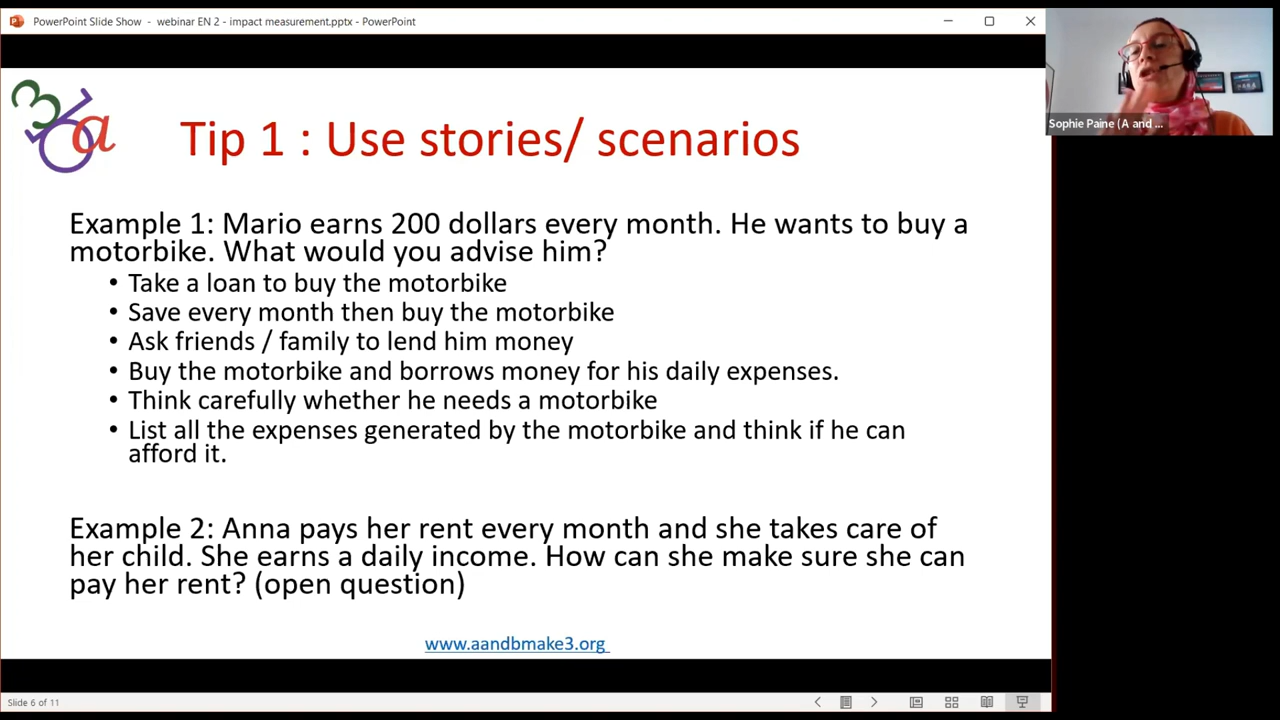 PowerPoint Slide Show - webinar EN 2 - impact measurement.pptx - PowerPoint
Sophie Paine (A and ...
360a
Tip 1 : Use stories/ scenarios
Example 1: Mario earns 200 dollars every month. He wants to buy a
motorbike. What would you advise him?
• Take a loan to buy the motorbike
• Save every month then buy the motorbike
• Ask friends / family to lend him money
• Buy the motorbike and borrows money for his daily expenses.
• Think carefully whether he needs a motorbike
• List all the expenses generated by the motorbike and think if he can
afford it.
Example 2: Anna pays her rent every month and she takes care of
her child. She earns a daily income. How can she make sure she can
pay her rent? (open question)
www.aandbmake3.org
Slide 6 of 11